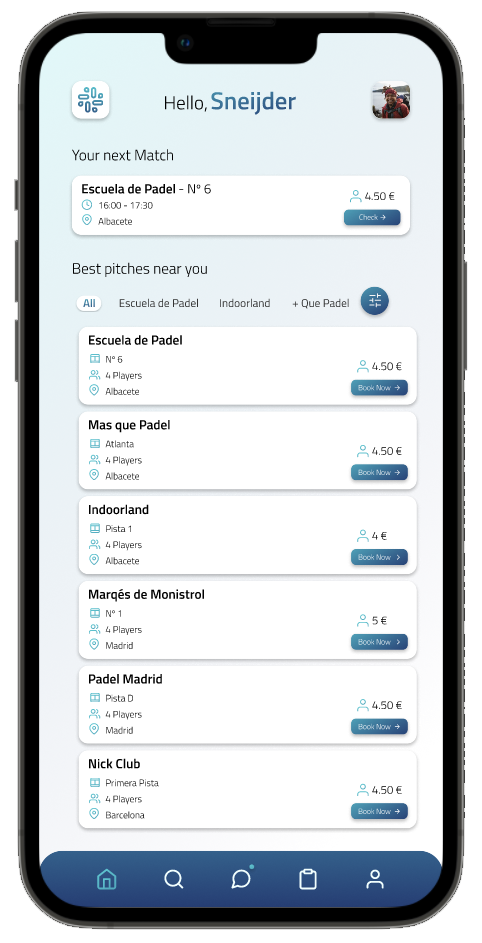 Hello, Sneijder
Your next Match
Escuela de Padel - Nº 6
16:00 - 17:30
Albacete
4.50 €
Check →
Best pitches near you
All Escuela de Padel Indoorland + Que Padel
Escuela de Padel
Nº 6
4 Players
Albacete
4.50 €
Book Now →
Mas que Padel
Atlanta
4 Players
Albacete
4.50 €
Book Now →
Indoorland
Pista 1
4 Players
Albacete
4 €
Book Now >
Marqés de Monistrol
Nº 1
4 Players
Madrid
5 €
Book Now >
Padel Madrid
Pista D
4 Players
Madrid
4.50 €
Book Now →
Nick Club
Primera Pista
4 Players
Barcelona
4.50 €
Book Now →